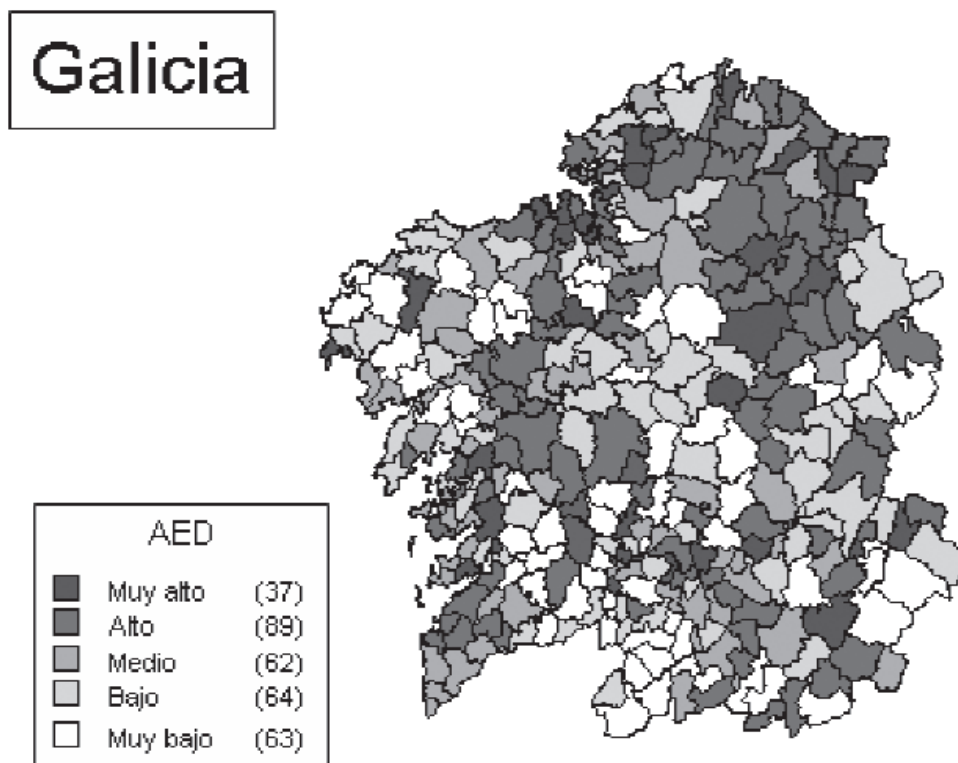 Galicia
AED
Muy alto (37)
Alto (89)
Medio (62)
Bajo (64)
Muy bajo (63)